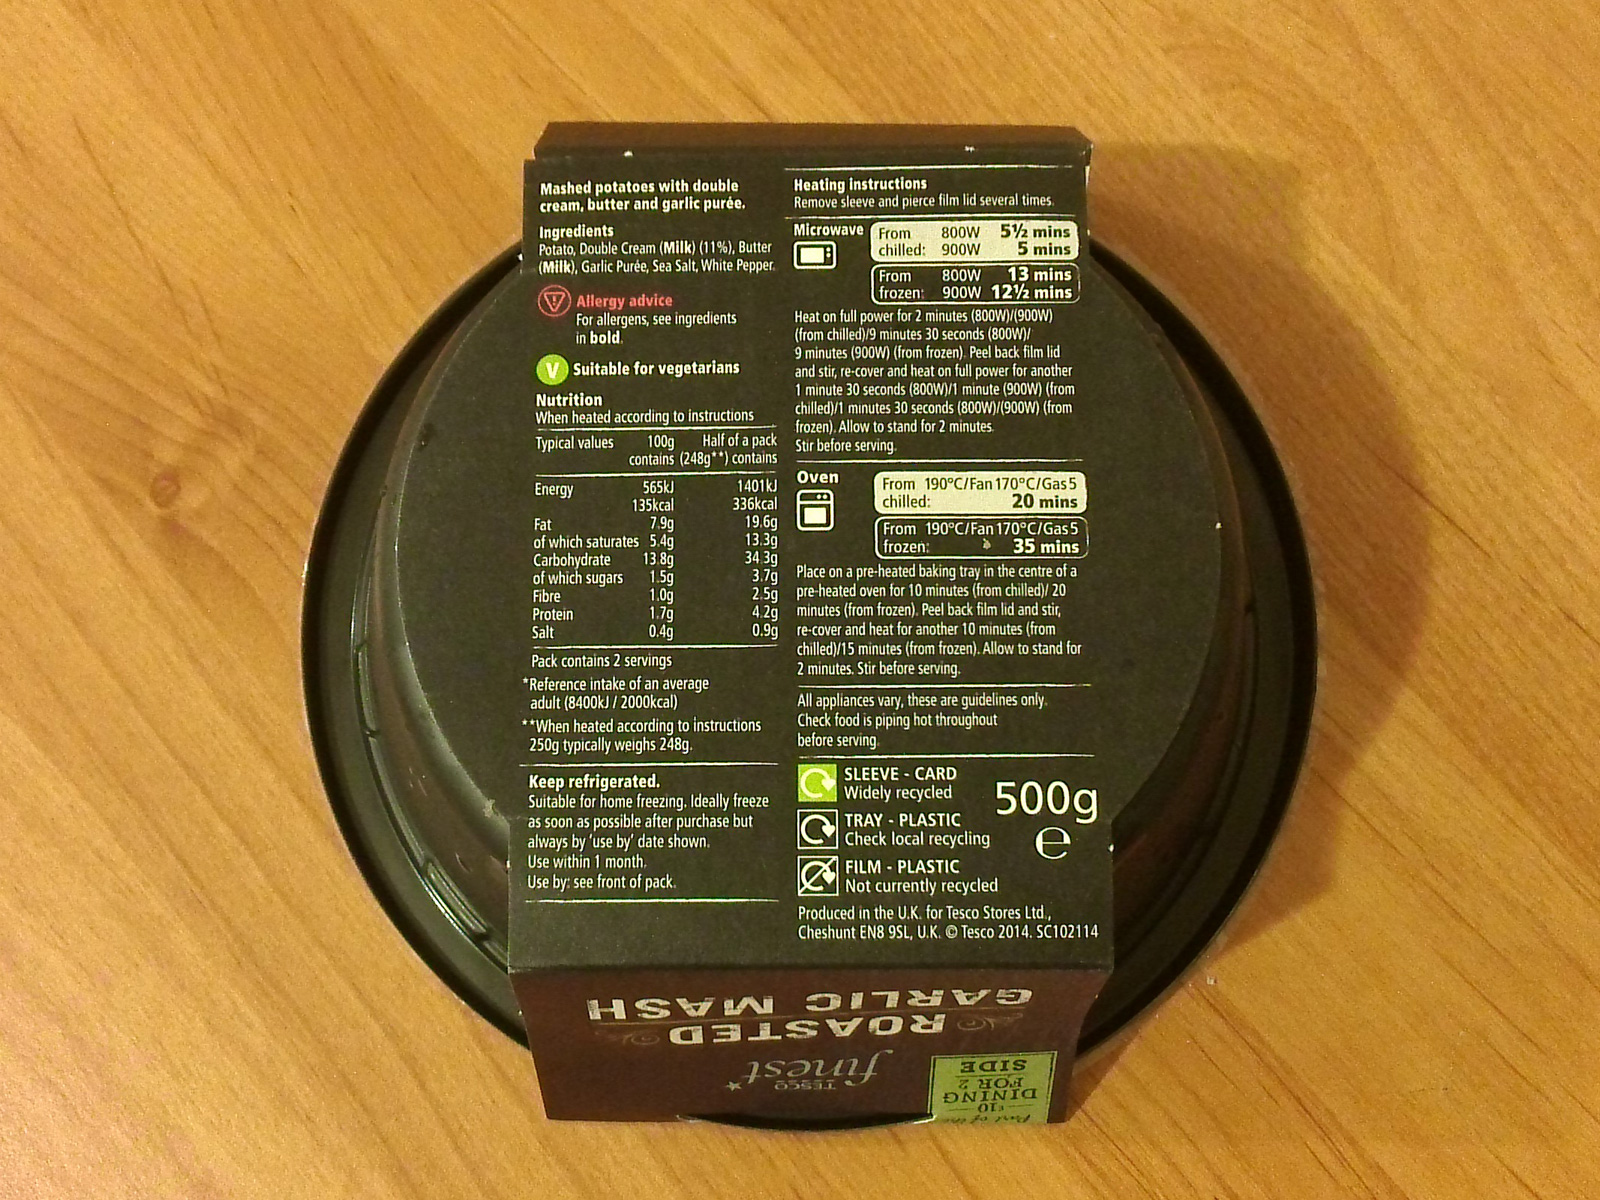 Mashed potatoes with double
cream, butter and garlic purée.
Ingredients
Potato, Double Cream (Milk) (11%), Butter
(Milk), Garlic Purée, Sea Salt, White Pepper.
Allergy advice
For allergens, see ingredients
in bold.
V Suitable for vegetarians
Nutrition
When heated according to instructions
Typical values 100g Half of a pack
contains (248g**) contains
Energy 565kJ 1401kJ
135kcal 336kcal
Fat 7.9g 19.6g
of which saturates 5.4g 13.3g
Carbohydrate 13.8g 34.3g
of which sugars 1.5g 3.7g
Fibre 1.0g 2.5g
Protein 1.7g 4.2g
Salt 0.4g 0.9g
Pack contains 2 servings
*Reference intake of an average
adult (8400kJ / 2000kcal)
**When heated according to instructions
250g typically weighs 248g.
Keep refrigerated.
Suitable for home freezing. Ideally freeze
as soon as possible after purchase but
always by 'use by' date shown.
Use within 1 month.
Use by: see front of pack.
Heating instructions
Remove sleeve and pierce film lid several times.
Microwave
From 800W 5½ mins
chilled: 900W 5 mins
From 800W 13 mins
frozen: 900W 12½ mins
Heat on full power for 2 minutes (800W)/(900W)
(from chilled)/9 minutes 30 seconds (800W)/
9 minutes (900W) (from frozen). Peel back film lid
and stir, re-cover and heat on full power for another
1 minute 30 seconds (800W)/1 minute (900W) (from
chilled)/1 minutes 30 seconds (800W)/(900W) (from
frozen). Allow to stand for 2 minutes.
Stir before serving.
Oven
From 190°C/Fan 170°C/Gas 5
chilled: 20 mins
From 190°C/Fan 170°C/Gas 5
frozen: 35 mins
Place on a pre-heated baking tray in the centre of a
pre-heated oven for 10 minutes (from chilled)/ 20
minutes (from frozen). Peel back film lid and stir,
re-cover and heat for another 10 minutes (from
chilled)/15 minutes (from frozen). Allow to stand for
2 minutes. Stir before serving.
All appliances vary, these are guidelines only.
Check food is piping hot throughout
before serving.
SLEEVE - CARD
Widely recycled
TRAY - PLASTIC
Check local recycling
FILM - PLASTIC
Not currently recycled
500g
e
Produced in the U.K. for Tesco Stores Ltd.,
Cheshunt EN8 9SL, U.K. © Tesco 2014. SC102114
Part of the
£10
DINING
FOR 2
SIDE
TESCO
finest
ROASTED
GARLIC MASH